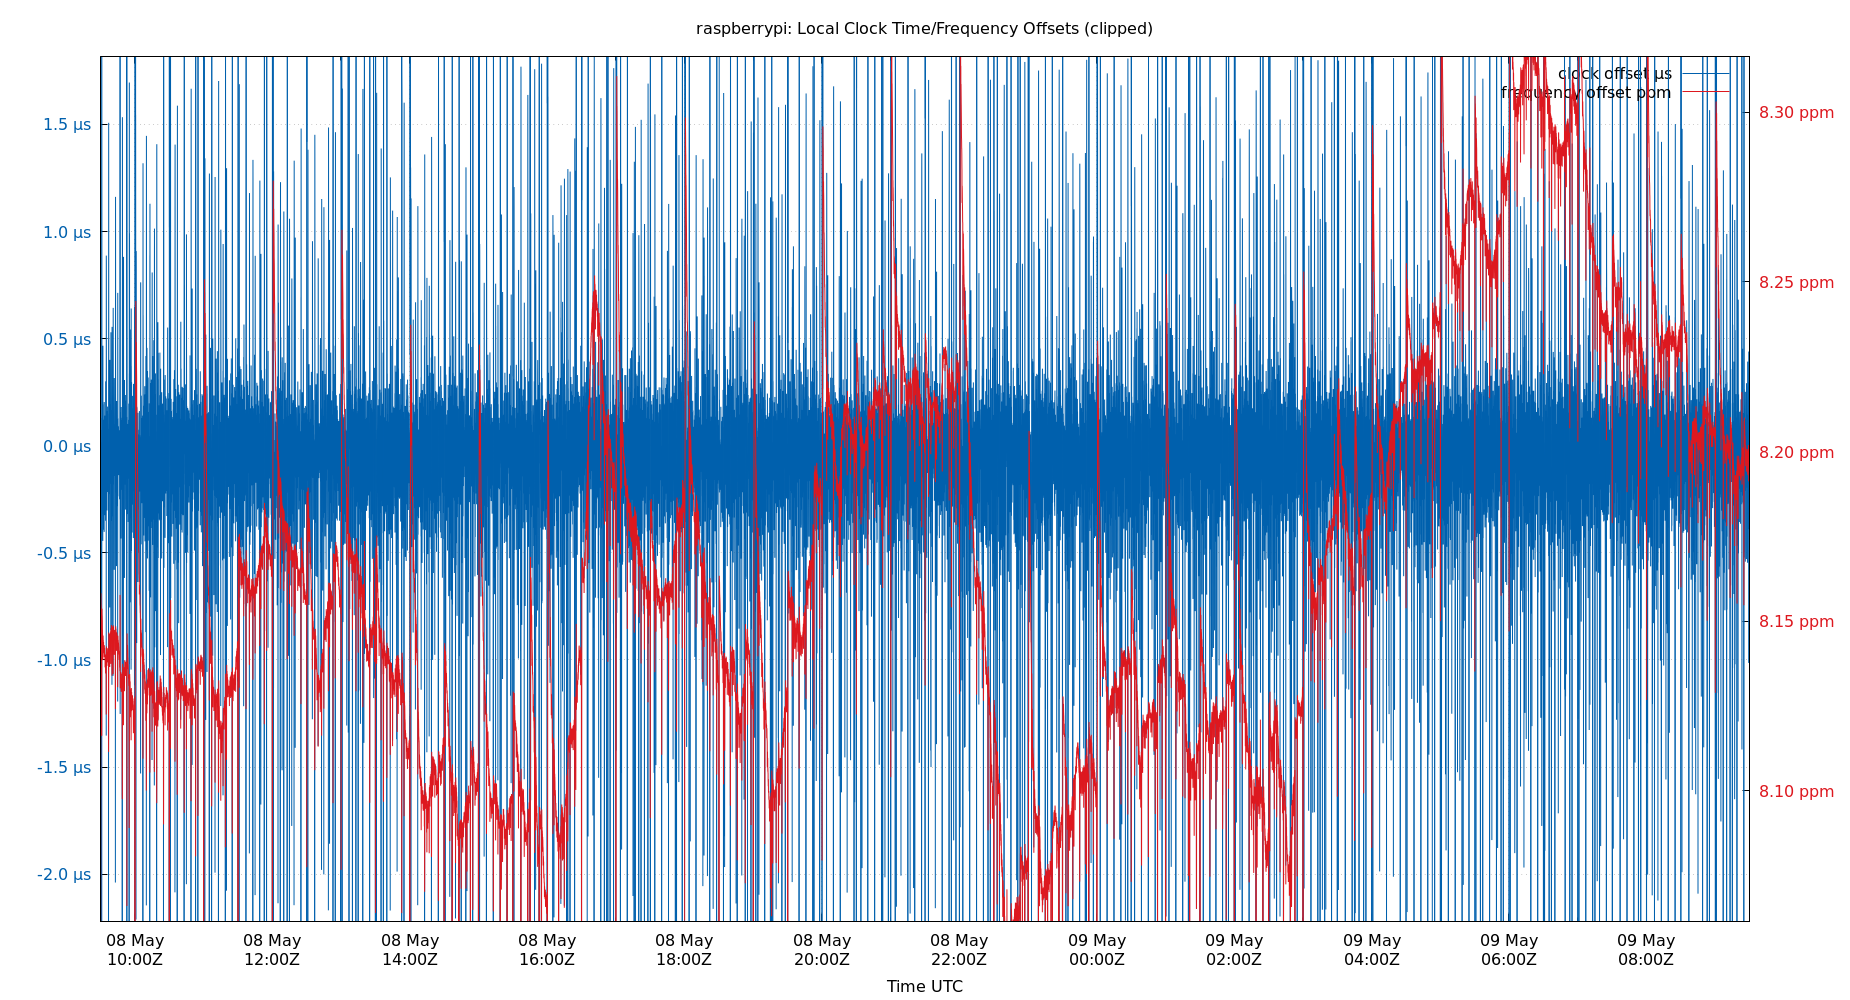 raspberrypi: Local Clock Time/Frequency Offsets (clipped)
clock offset µs
frequency offset ppm
1.5 µs
1.0 µs
0.5 µs
0.0 µs
-0.5 µs
-1.0 µs
-1.5 µs
-2.0 µs
8.30 ppm
8.25 ppm
8.20 ppm
8.15 ppm
8.10 ppm
08 May 08 May 08 May 08 May 08 May 08 May 08 May 09 May 09 May 09 May 09 May 09 May
10:00Z 12:00Z 14:00Z 16:00Z 18:00Z 20:00Z 22:00Z 00:00Z 02:00Z 04:00Z 06:00Z 08:00Z
Time UTC